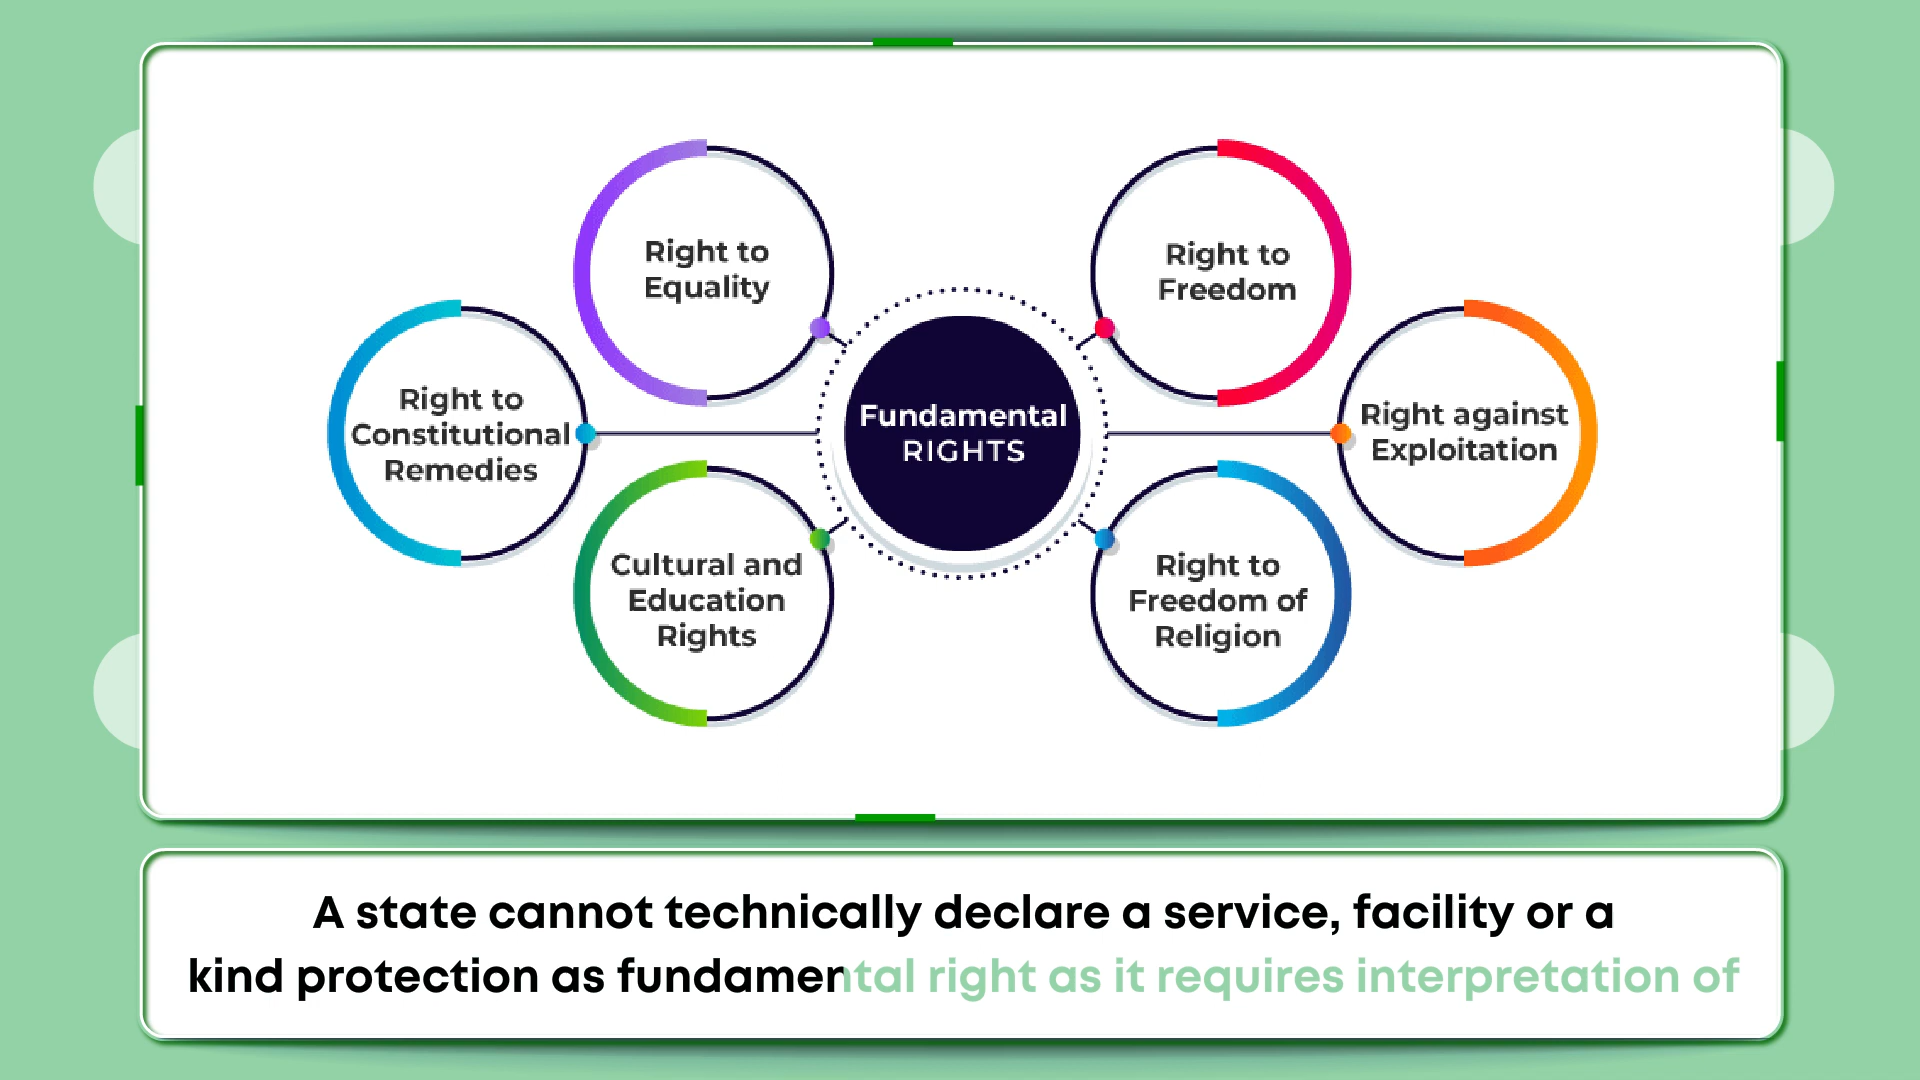 Right to
Equality
Right to
Freedom
Right to
Constitutional
Remedies
Fundamental
RIGHTS
Right against
Exploitation
Cultural and
Education
Rights
Right to
Freedom of
Religion
A state cannot technically declare a service, facility or a
kind protection as fundamental right as it requires interpretation of